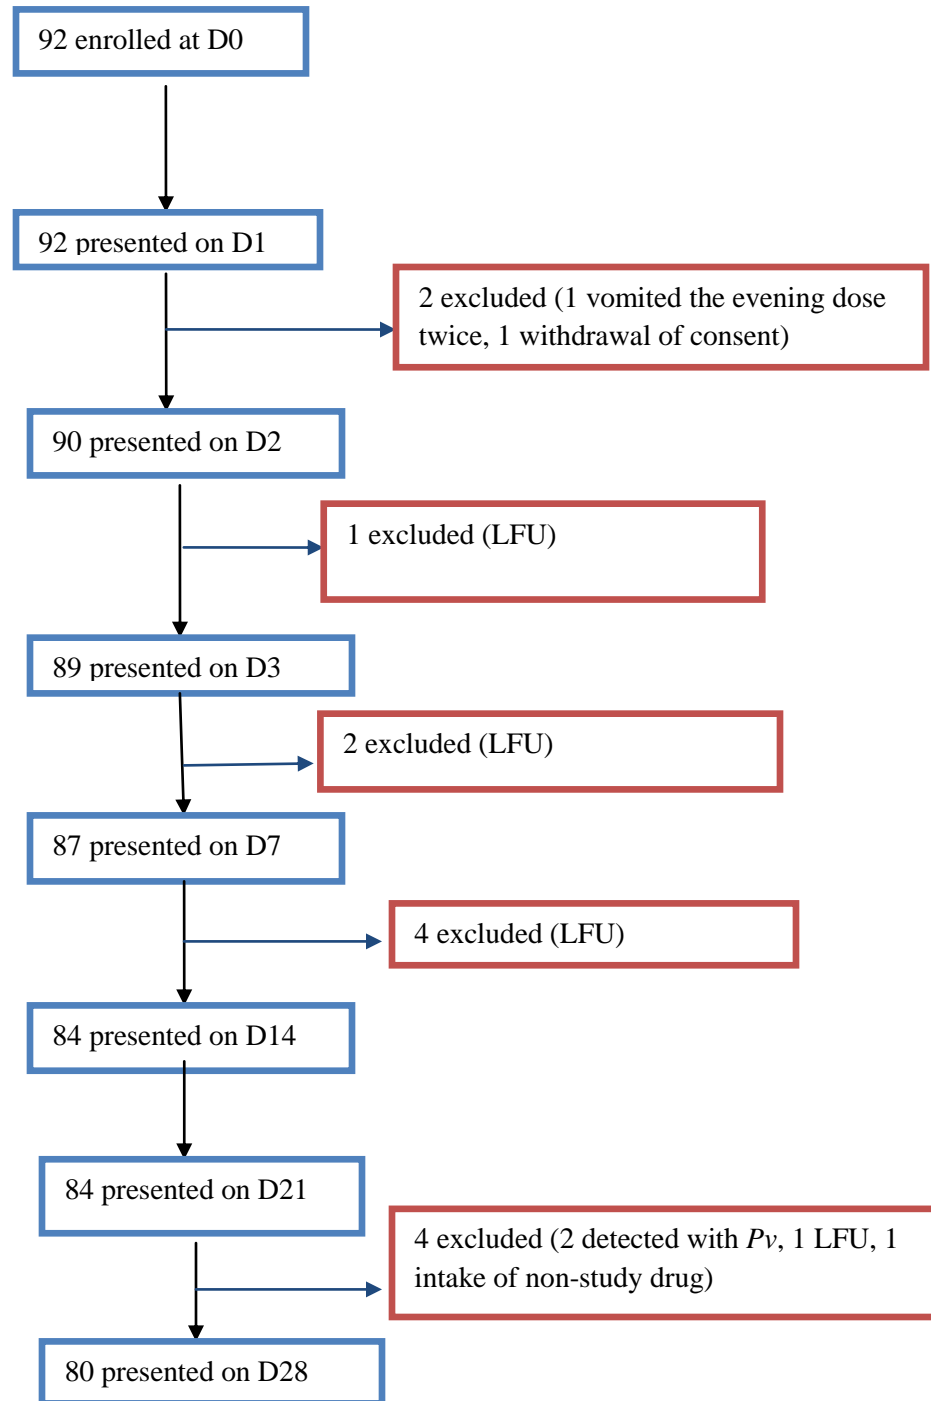 92 enrolled at D0
92 presented on D1
2 excluded (1 vomited the evening dose
twice, 1 withdrawal of consent)
90 presented on D2
1 excluded (LFU)
89 presented on D3
2 excluded (LFU)
87 presented on D7
4 excluded (LFU)
84 presented on D14
84 presented on D21
4 excluded (2 detected with Pv, 1 LFU, 1
intake of non-study drug)
80 presented on D28